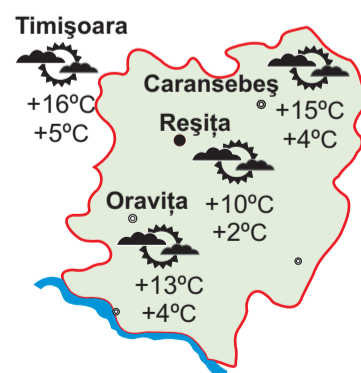 Timişoara
+16ºC
+5ºC
Caransebeş
+15ºC
+4ºC
Reşiţa
+10ºC
+2ºC
Oraviţa
+13ºC
+4ºC